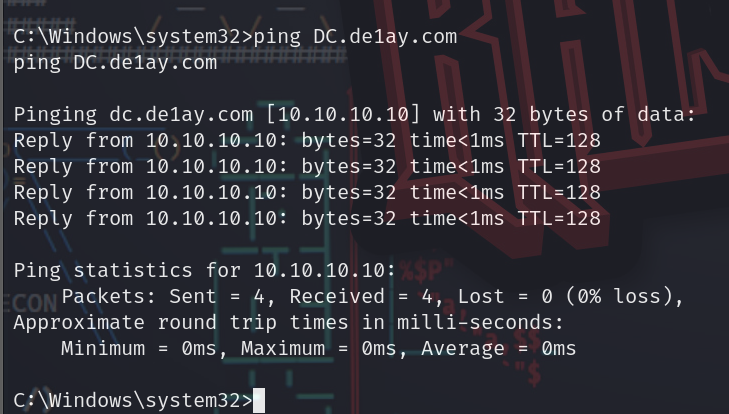 C:\Windows\system32>ping DC.de1ay.com
ping DC.de1ay.com
Pinging dc.de1ay.com [10.10.10.10] with 32 bytes of data:
Reply from 10.10.10.10: bytes=32 time<1ms TTL=128
Reply from 10.10.10.10: bytes=32 time<1ms TTL=128
Reply from 10.10.10.10: bytes=32 time<1ms TTL=128
Reply from 10.10.10.10: bytes=32 time<1ms TTL=128
Ping statistics for 10.10.10.10:
    Packets: Sent = 4, Received = 4, Lost = 0 (0% loss),
Approximate round trip times in milli-seconds:
    Minimum = 0ms, Maximum = 0ms, Average = 0ms
C:\Windows\system32>